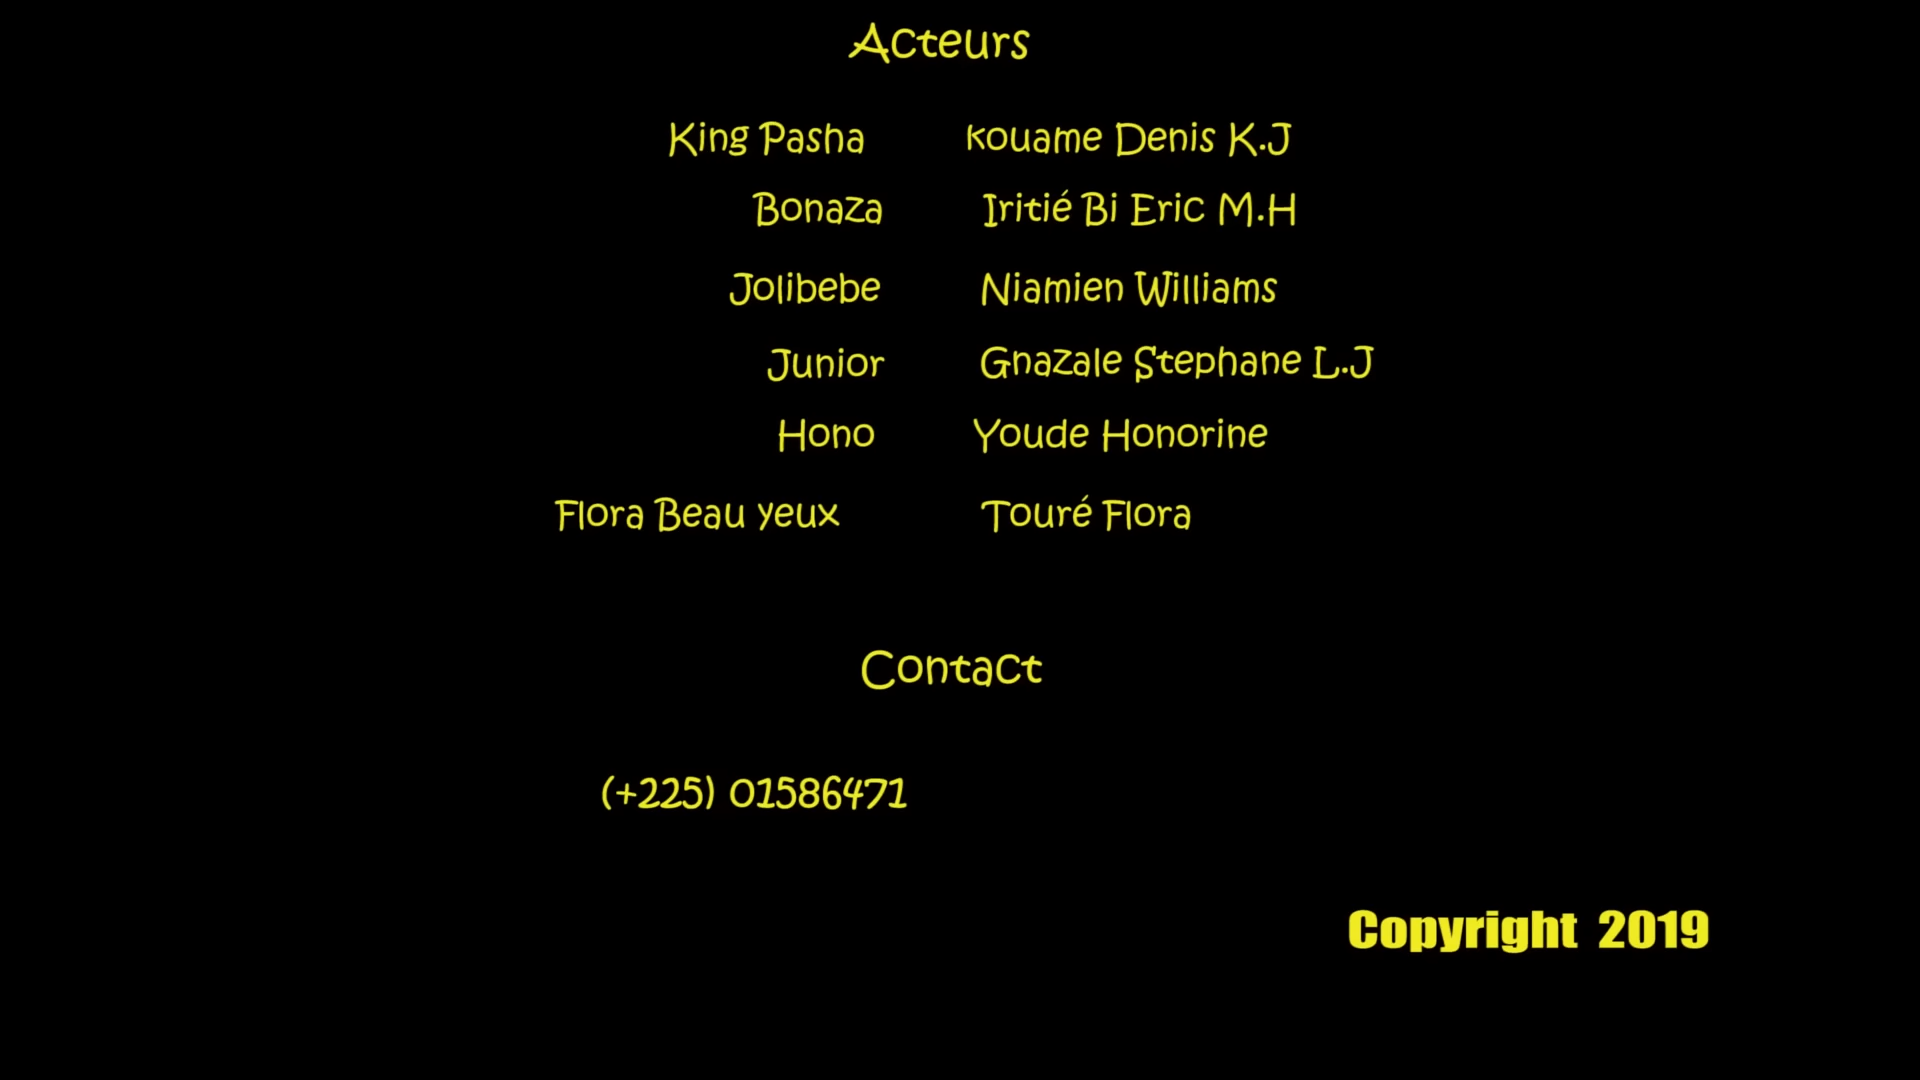 Acteurs
King Pasha kouame Denis K.J
Bonaza Iritié Bi Eric M.H
Jolibebe Niamien Williams
Junior Gnazale Stephane L.J
Hono Youde Honorine
Flora Beau yeux Touré Flora
Contact
(+225) 01586471
Copyright 2019